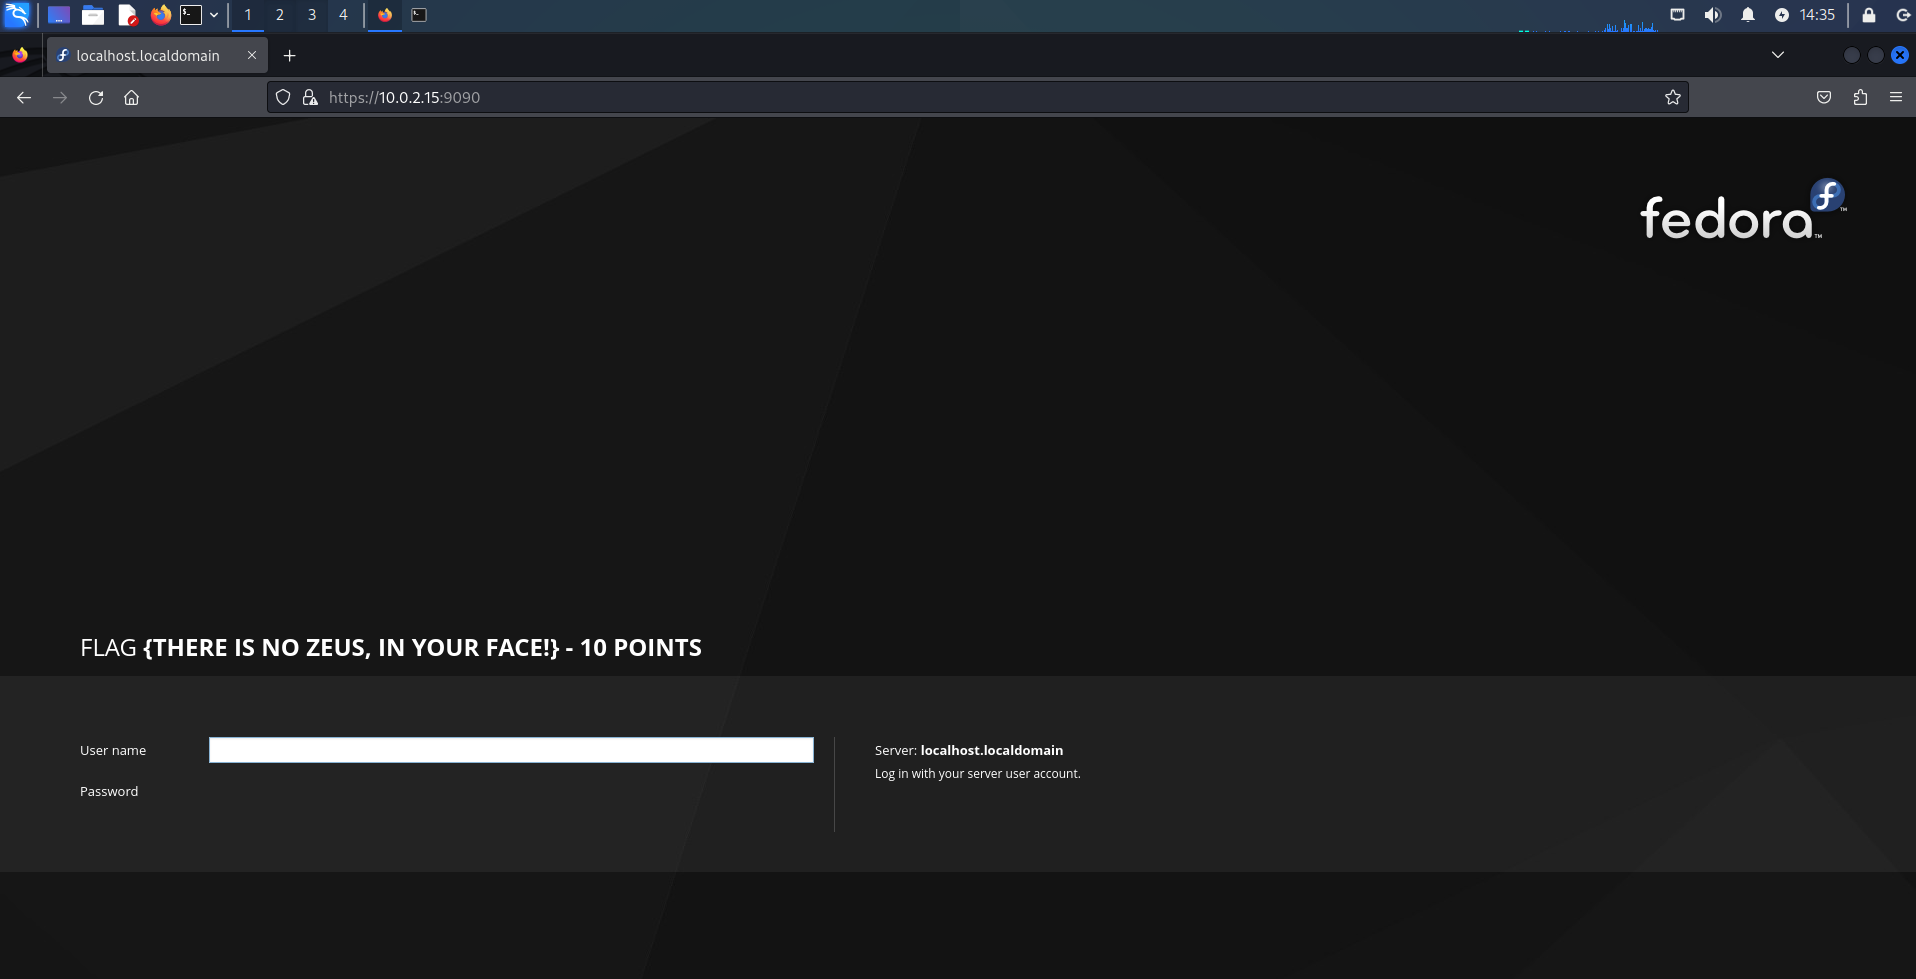 1 2 3 4 14:35
localhost.localdomain
https://10.0.2.15:9090
fedora™
FLAG {THERE IS NO ZEUS, IN YOUR FACE!} - 10 POINTS
User name
Server: localhost.localdomain
Log in with your server user account.
Password